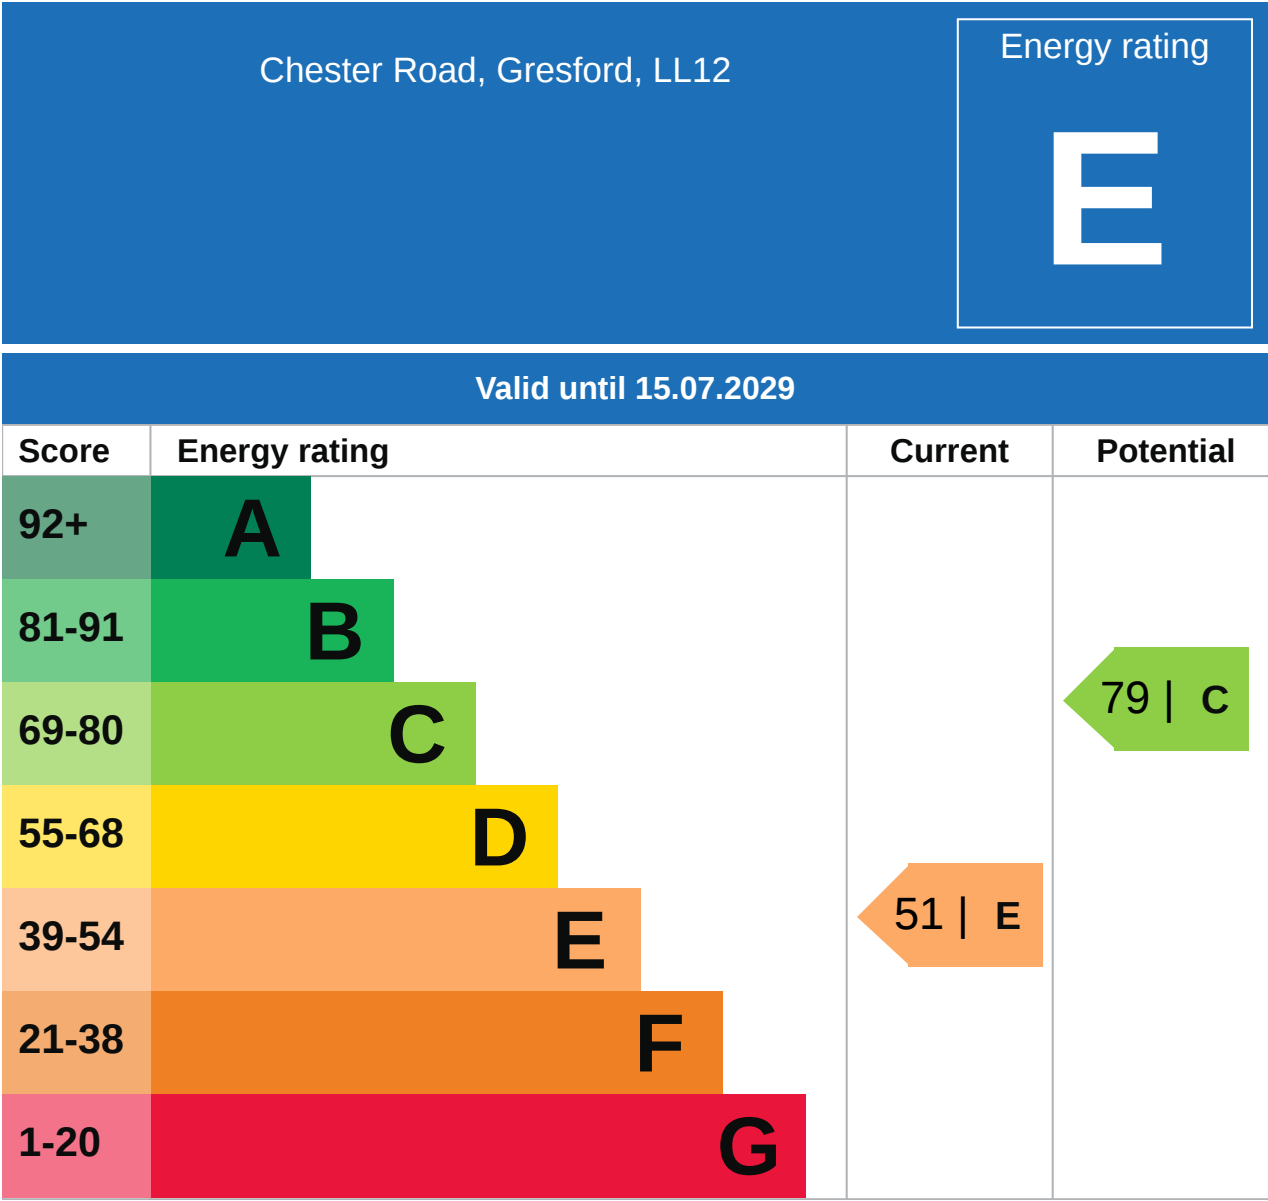 Chester Road, Gresford, LL12
Energy rating
E
Valid until 15.07.2029
Score Energy rating Current Potential
92+ A
81-91 B
69-80 C
79 | C
55-68 D
39-54 E
51 | E
21-38 F
1-20 G